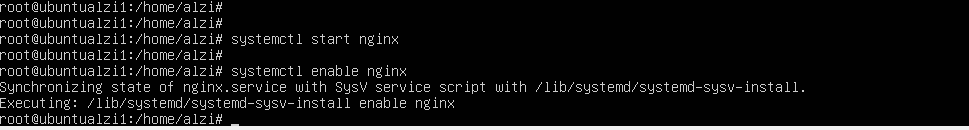 root@ubuntualzi1:/home/alzi#
root@ubuntualzi1:/home/alzi#
root@ubuntualzi1:/home/alzi# systemctl start nginx
root@ubuntualzi1:/home/alzi#
root@ubuntualzi1:/home/alzi# systemctl enable nginx
Synchronizing state of nginx.service with SysV service script with /lib/systemd/systemd-sysv-install.
Executing: /lib/systemd/systemd-sysv-install enable nginx
root@ubuntualzi1:/home/alzi# _